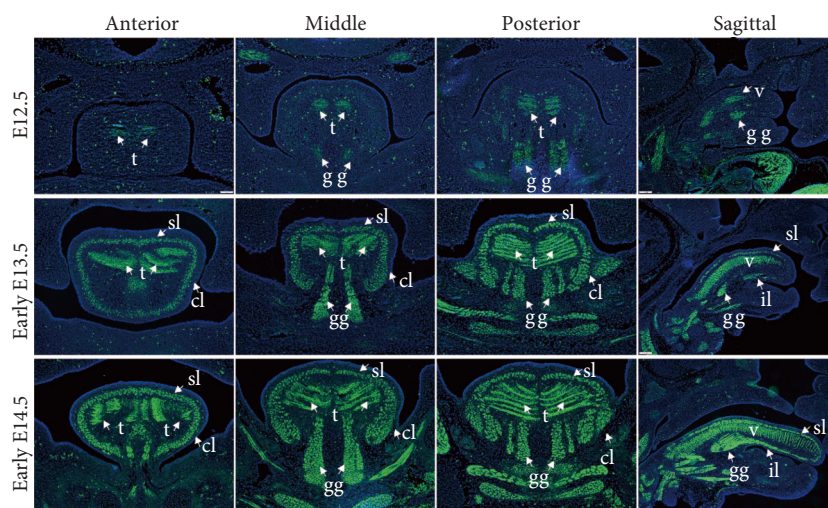 Anterior Middle Posterior Sagittal
E12.5
t
t
g g
t
g g
v
g g
Early E13.5
sl
t
cl
sl
t
cl
gg
sl
t
cl
gg
sl
v
il
gg
Early E14.5
sl
t
cl
sl
t
cl
gg
sl
t
cl
gg
sl
v
il
gg